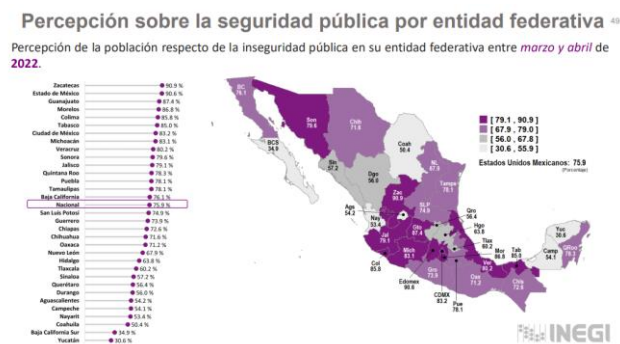 Percepción sobre la seguridad pública por entidad federativa 49
Percepción de la población respecto de la inseguridad pública en su entidad federativa entre marzo y abril de
2022.
Zacatecas 90.9 %
Estado de México 90.6 %
Guanajuato 87.4 %
Morelos 86.8 %
Colima 85.8 %
Tabasco 85.0 %
Ciudad de México 83.2 %
Michoacán 83.1 %
Veracruz 80.2 %
Sonora 79.6 %
Jalisco 79.1 %
Quintana Roo 78.3 %
Puebla 78.1 %
Tamaulipas 78.1 %
Baja California 76.1 %
Nacional 75.9 %
San Luis Potosí 74.9 %
Guerrero 73.9 %
Chiapas 72.6 %
Chihuahua 71.6 %
Oaxaca 71.2 %
Nuevo León 67.9 %
Hidalgo 63.8 %
Tlaxcala 60.2 %
Sinaloa 57.2 %
Querétaro 56.4 %
Durango 56.0 %
Aguascalientes 54.2 %
Campeche 54.1 %
Nayarit 53.4 %
Coahuila 50.4 %
Baja California Sur 34.9 %
Yucatán 30.6 %
BC
76.1
Son
79.6
Chih
71.6
Coah
50.4
BCS
34.9
Sin
57.2
Dgo
56.0
NL
67.9
Tamps
78.1
Zac
90.9
SLP
74.9
Ags
54.2
Nay
53.4
Jal
79.1
Gto
87.4
Qro
56.4
Hgo
63.8
Tlax
60.2
Mor
86.8
Tab
85.0
Yuc
30.6
Camp
54.1
QRoo
78.3
Col
85.8
Mich
83.1
Edomex
90.6
Gro
73.9
CDMX
83.2
Pue
78.1
Oax
71.2
Ver
80.2
Chis
72.6
[ 79.1 , 90.9 ]
[ 67.9 , 79.0 ]
[ 56.0 , 67.8 ]
[ 30.6 , 55.9 ]
Estados Unidos Mexicanos: 75.9
(Porcentaje)
INEGI